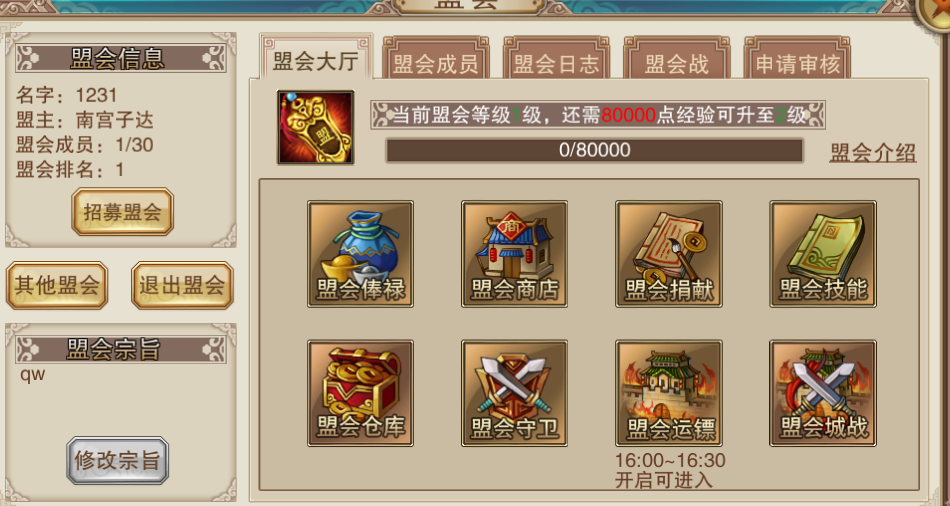 盟会
盟会信息
名字：1231
盟主：南宫子达
盟会成员：1/30
盟会排名：1
招募盟会
其他盟会
退出盟会
盟会宗旨
qw
修改宗旨
盟会大厅
盟会成员
盟会日志
盟会战
申请审核
盟
当前盟会等级1级，还需80000点经验可升至2级
0/80000
盟会介绍
盟会俸禄
商
盟会商店
盟会捐献
盟会技能
盟会仓库
盟会守卫
盟会运镖
盟会城战
16:00~16:30
开启可进入